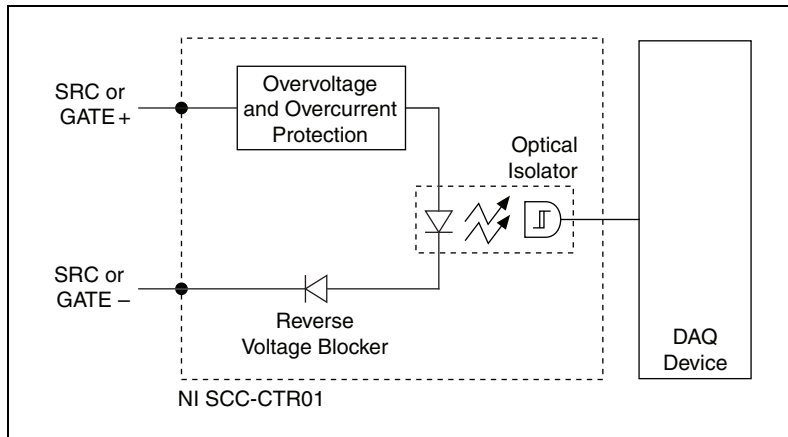 Overvoltage
and Overcurrent
Protection
SRC or
GATE +
Optical
Isolator
SRC or
GATE –
Reverse
Voltage Blocker
DAQ
Device
NI SCC-CTR01